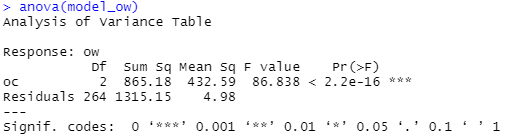 > anova(model_ow)
Analysis of Variance Table
Response: ow
Df Sum Sq Mean Sq F value Pr(>F)
oc 2 865.18 432.59 86.838 < 2.2e-16 ***
Residuals 264 1315.15 4.98
---
Signif. codes: 0 ‘***’ 0.001 ‘**’ 0.01 ‘*’ 0.05 ‘.’ 0.1 ‘ ’ 1